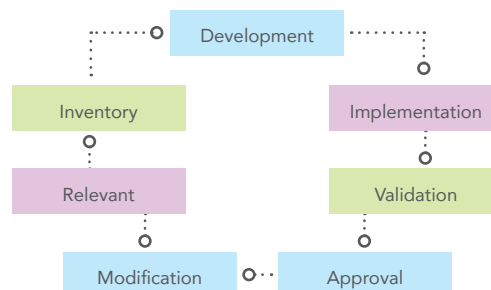 Development
Inventory
Implementation
Relevant
Validation
Modification
Approval